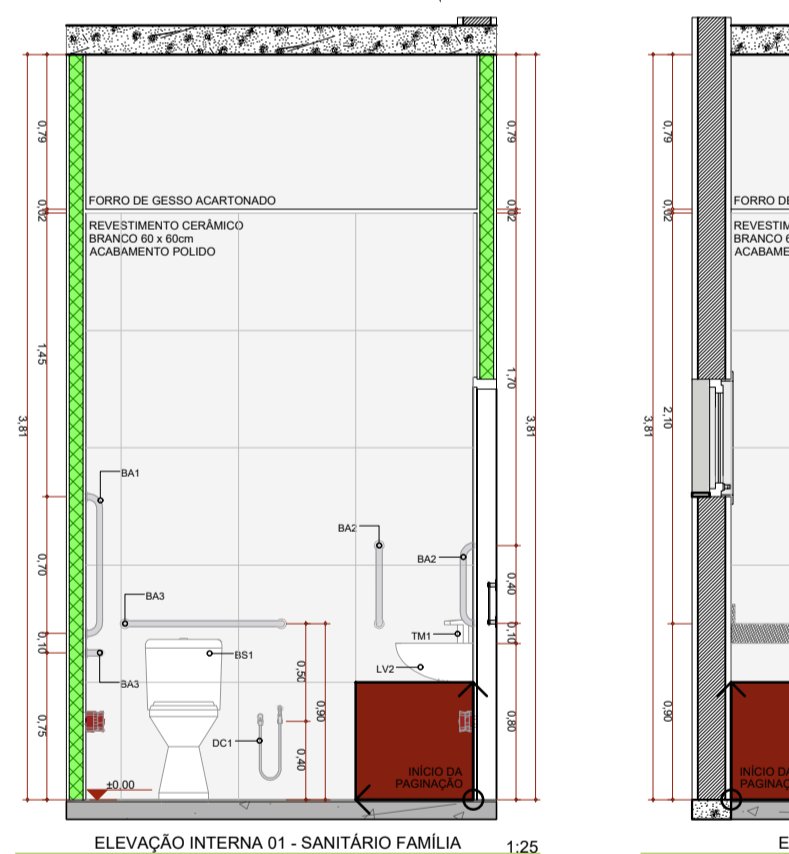 FORRO DE GESSO ACARTONADO
REVESTIMENTO CERÂMICO
BRANCO 60 x 60cm
ACABAMENTO POLIDO
0,79
0,02
1,45
3,81
0,70
0,10
0,75
0,79
0,02
1,70
3,81
0,40
0,10
0,80
BA1
BA2
BA2
BA3
TM1
BS1
LV2
BA3
DC1
0,50
0,90
0,40
±0.00
INÍCIO DA
PAGINAÇÃO
ELEVAÇÃO INTERNA 01 - SANITÁRIO FAMÍLIA
1:25
0,79
0,02
2,10
3,81
0,90
FORRO DE
REVESTIM
BRANCO 6
ACABAME
INÍCIO DA
PAGINAÇÃ
E